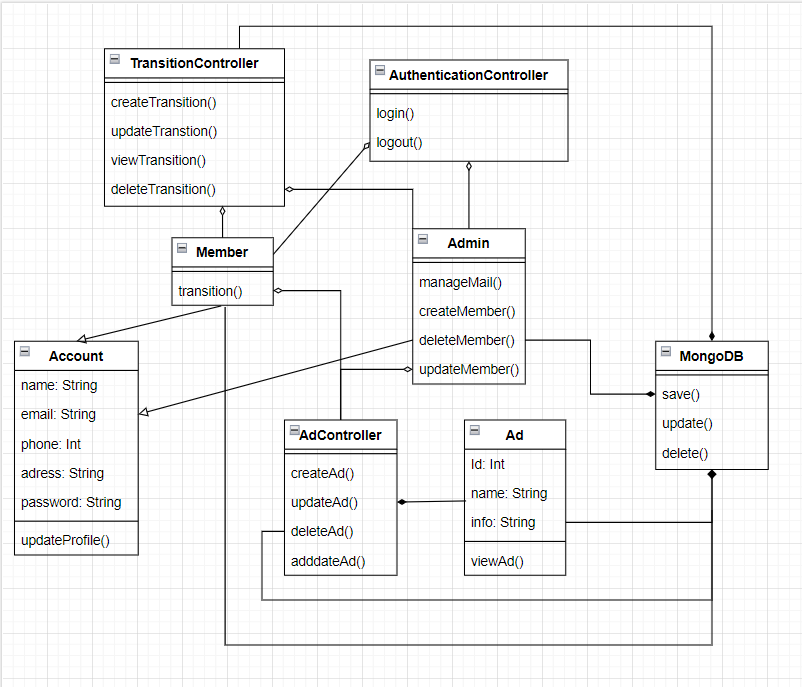 TransitionController
createTransition()
updateTranstion()
viewTransition()
deleteTransition()
AuthenticationController
login()
logout()
Member
transition()
Admin
manageMail()
createMember()
deleteMember()
updateMember()
Account
name: String
email: String
phone: Int
adress: String
password: String
updateProfile()
MongoDB
save()
update()
delete()
AdController
createAd()
updateAd()
deleteAd()
adddateAd()
Ad
Id: Int
name: String
info: String
viewAd()